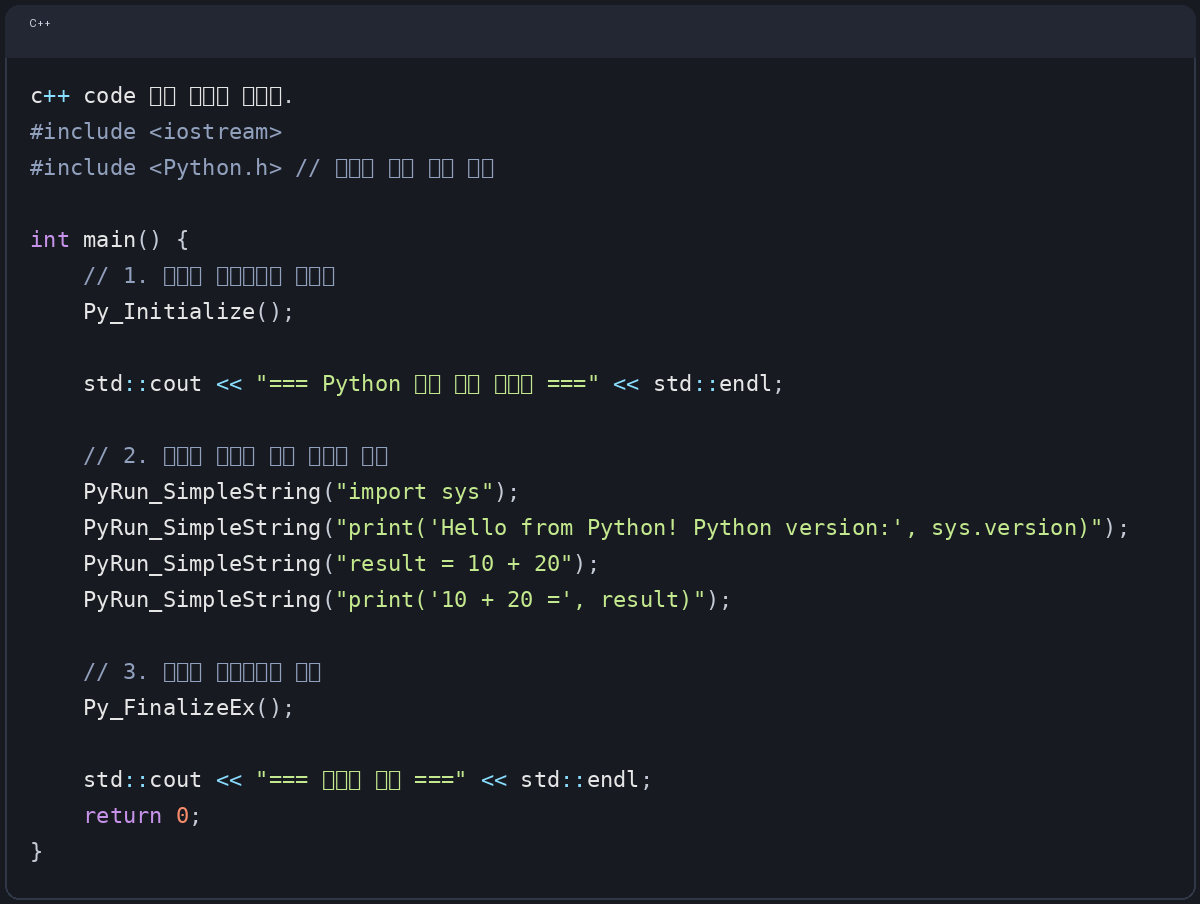 C++
c++ code □□ □□□ □□□.
#include <iostream>
#include <Python.h> // □□□ □□ □□ □□

int main() {
    // 1. □□□ □□□□□ □□□
    Py_Initialize();

    std::cout << "=== Python □□ □□ □□□ ===" << std::endl;

    // 2. □□□ □□□ □□ □□□ □□
    PyRun_SimpleString("import sys");
    PyRun_SimpleString("print('Hello from Python! Python version:', sys.version)");
    PyRun_SimpleString("result = 10 + 20");
    PyRun_SimpleString("print('10 + 20 =', result)");

    // 3. □□□ □□□□□ □□
    Py_FinalizeEx();

    std::cout << "=== □□□ □□ ===" << std::endl;
    return 0;
}